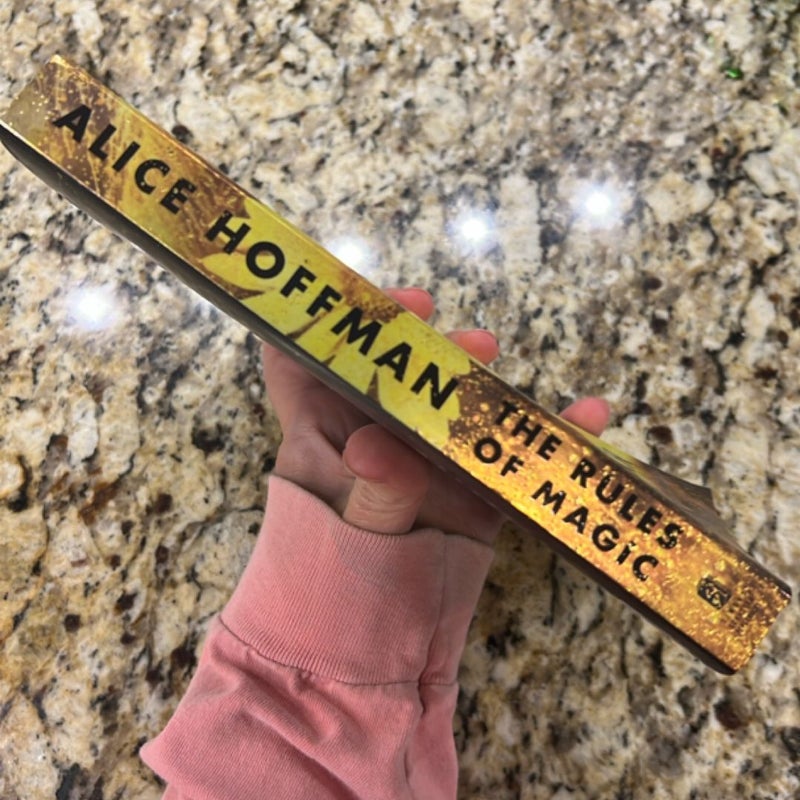 ALICE HOFFMAN
THE RULES
OF MAGIC